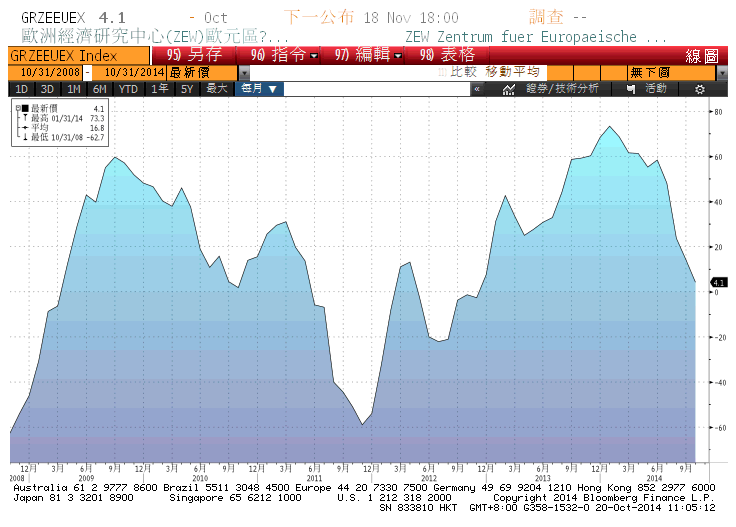 GRZEEUEX 4.1 - Oct 下一公布 18 Nov 18:00 調查 --
歐洲經濟研究中心(ZEW)歐元區?... ZEW Zentrum fuer Europaeische ...
GRZEEUEX Index 95) 另存 96) 指令 97) 編輯 98) 表格 線圖
10/31/2008 - 10/31/2014 最新價 比較 移動平均 無下價
1D 3D 1M 6M YTD 1年 5Y 最大 每月 ▼ « 證券/技術分析 活動
最新價 4.1
最高 01/31/14 73.3
平均 16.8
最低 10/31/08 -62.7
80
60
40
20
4.1
0
-20
-40
-60
12月 3月 6月 9月 12月 3月 6月 9月 12月 3月 6月 9月 12月 3月 6月 9月 12月 3月 6月 9月 12月 3月 6月 9月
2008 2009 2010 2011 2012 2013 2014
Australia 61 2 9777 8600 Brazil 5511 3048 4500 Europe 44 20 7330 7500 Germany 49 69 9204 1210 Hong Kong 852 2977 6000
Japan 81 3 3201 8900 Singapore 65 6212 1000 U.S. 1 212 318 2000 Copyright 2014 Bloomberg Finance L.P.
SN 833810 HKT GMT+8:00 G358-1532-0 20-Oct-2014 11:05:12